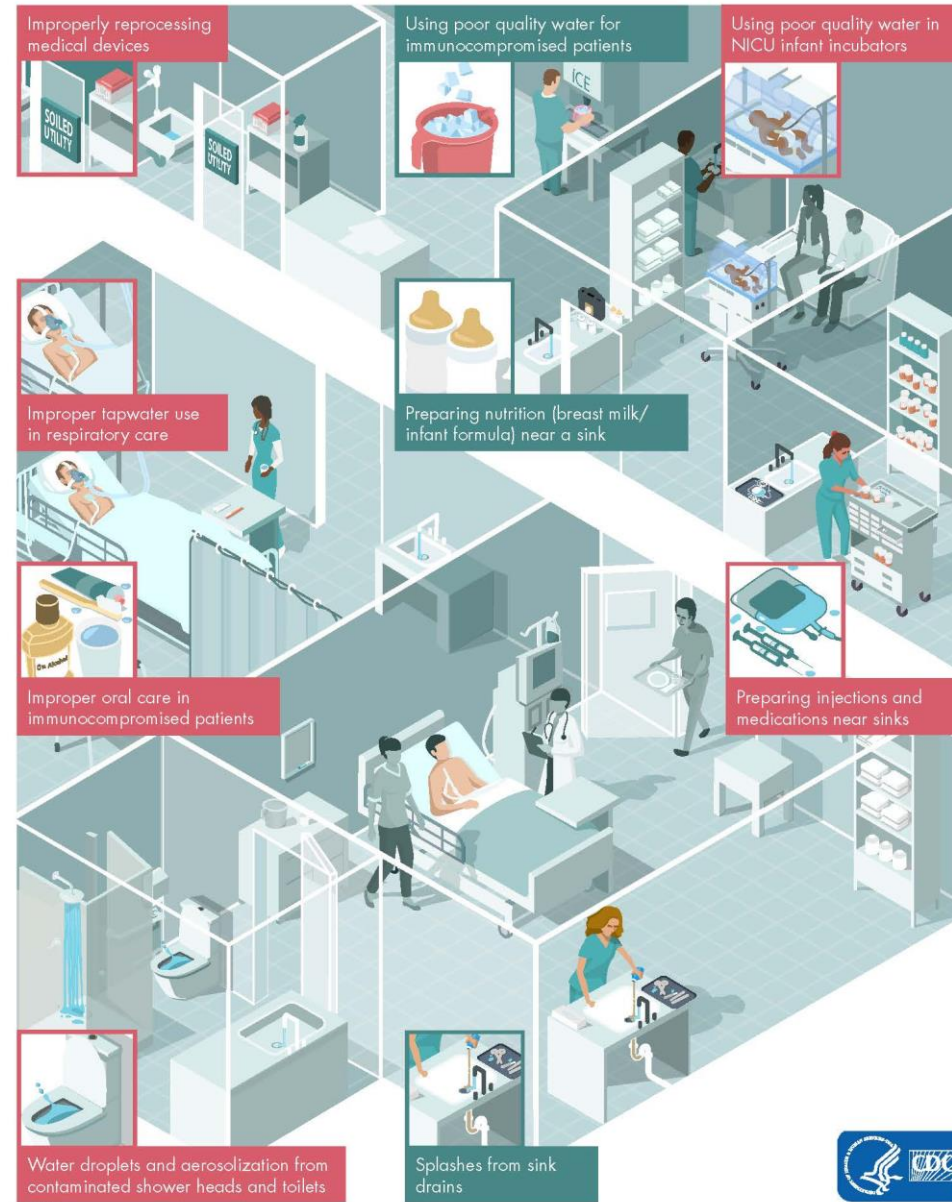 Improperly reprocessing
medical devices
Using poor quality water for
immunocompromised patients
Using poor quality water in
NICU infant incubators
ICE
SOILED
UTILITY
SOILED
UTILITY
Improper tapwater use
in respiratory care
Preparing nutrition (breast milk/
infant formula) near a sink
Improper oral care in
immunocompromised patients
Preparing injections and
medications near sinks
Water droplets and aerosolization from
contaminated shower heads and toilets
Splashes from sink
drains
CDC